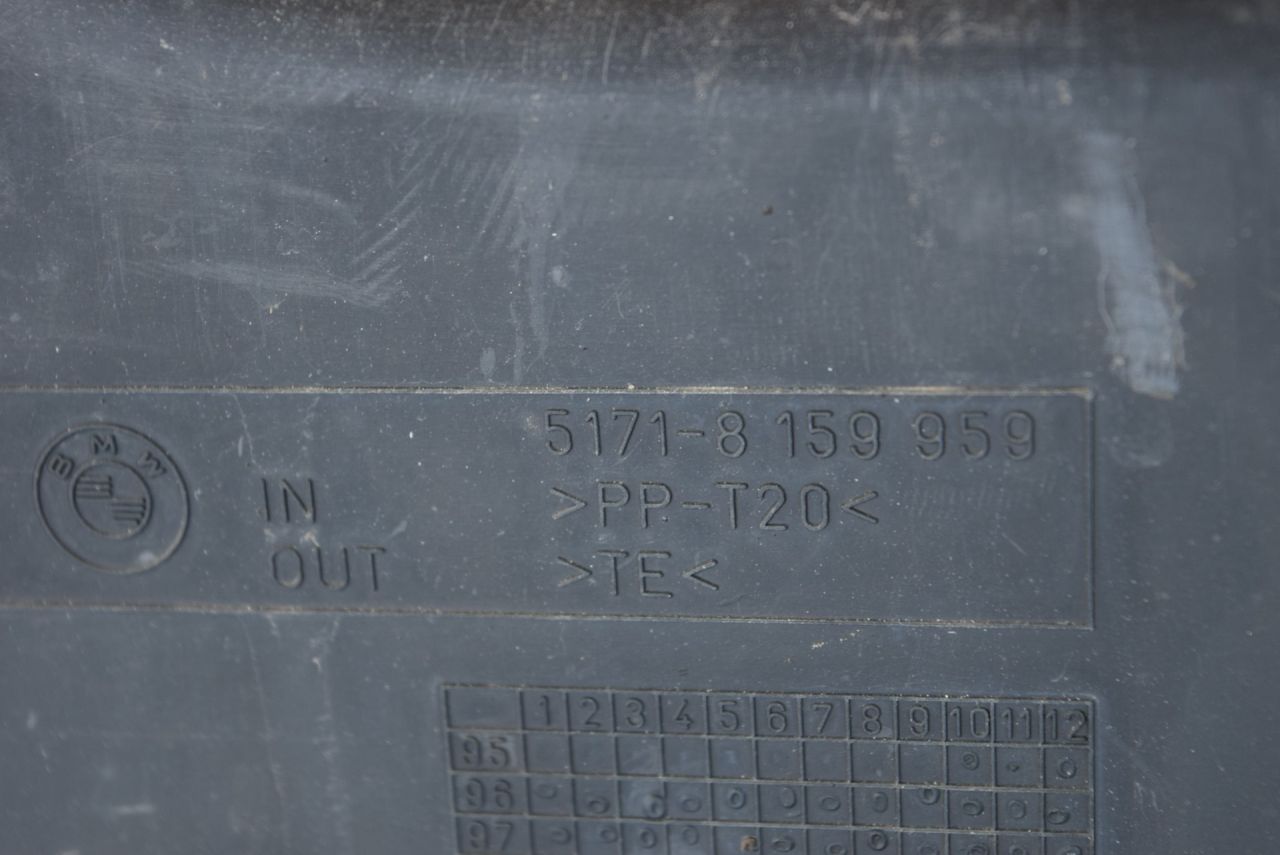 BMW
5171-8 159 959
IN
>PP-T20<
OUT
>TE<
1 2 3 4 5 6 7 8 9 10 11 12
95
96
97